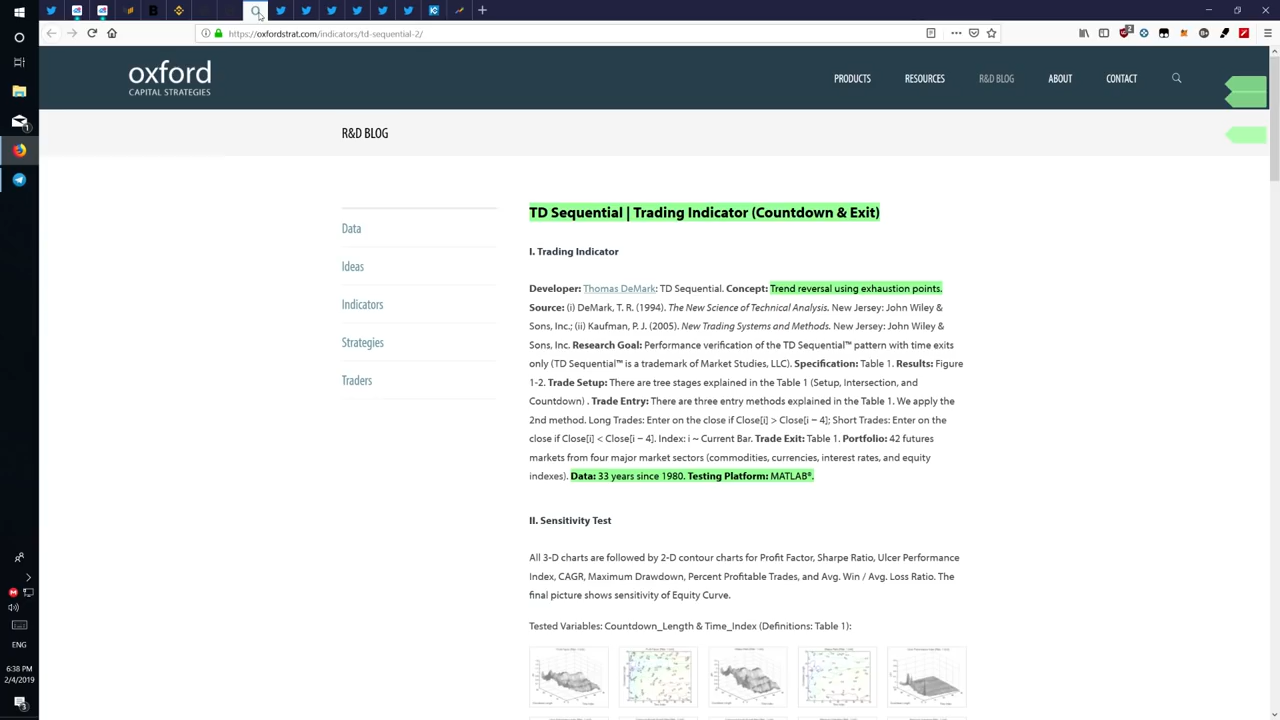 https://oxfordstrat.com/indicators/td-sequential-2/
2
oxford
CAPITAL STRATEGIES
PRODUCTS
RESOURCES
R&D BLOG
ABOUT
CONTACT
R&D BLOG
Data
Ideas
Indicators
Strategies
Traders
TD Sequential | Trading Indicator (Countdown & Exit)
I. Trading Indicator
Developer: Thomas DeMark: TD Sequential. Concept: Trend reversal using exhaustion points.
Source: (i) DeMark, T. R. (1994). The New Science of Technical Analysis. New Jersey: John Wiley &
Sons, Inc.; (ii) Kaufman, P. J. (2005). New Trading Systems and Methods. New Jersey: John Wiley &
Sons, Inc. Research Goal: Performance verification of the TD Sequential™ pattern with time exits
only (TD Sequential™ is a trademark of Market Studies, LLC). Specification: Table 1. Results: Figure
1-2. Trade Setup: There are tree stages explained in the Table 1 (Setup, Intersection, and
Countdown) . Trade Entry: There are three entry methods explained in the Table 1. We apply the
2nd method. Long Trades: Enter on the close if Close[i] > Close[i − 4]; Short Trades: Enter on the
close if Close[i] < Close[i − 4]. Index: i ~ Current Bar. Trade Exit: Table 1. Portfolio: 42 futures
markets from four major market sectors (commodities, currencies, interest rates, and equity
indexes). Data: 33 years since 1980. Testing Platform: MATLAB®.
II. Sensitivity Test
All 3-D charts are followed by 2-D contour charts for Profit Factor, Sharpe Ratio, Ulcer Performance
Index, CAGR, Maximum Drawdown, Percent Profitable Trades, and Avg. Win / Avg. Loss Ratio. The
final picture shows sensitivity of Equity Curve.
Tested Variables: Countdown_Length & Time_Index (Definitions: Table 1):
ENG
6:38 PM
2/4/2019